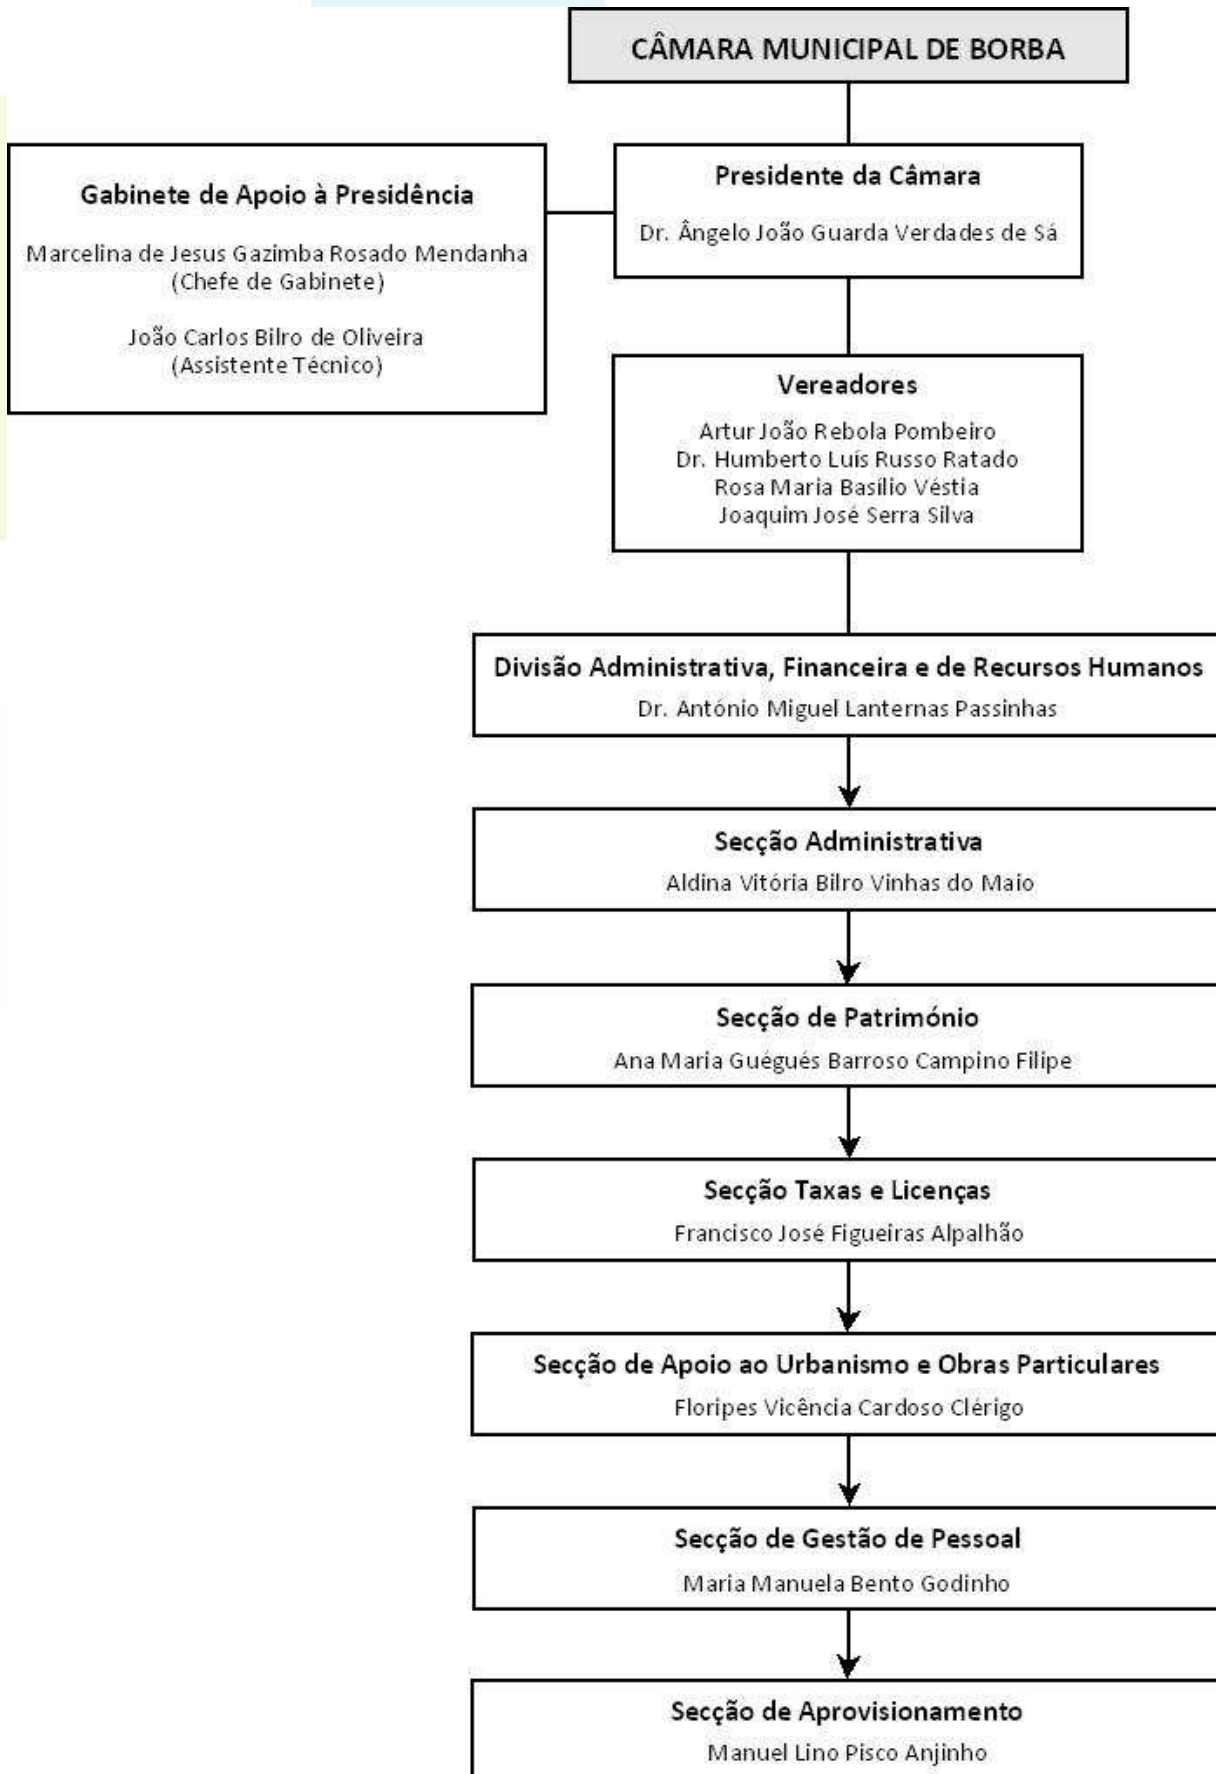 CÂMARA MUNICIPAL DE BORBA
Gabinete de Apoio à Presidência
Marcelina de Jesus Gazimba Rosado Mendanha
(Chefe de Gabinete)
João Carlos Bilro de Oliveira
(Assistente Técnico)
Presidente da Câmara
Dr. Ângelo João Guarda Verdades de Sá
Vereadores
Artur João Rebola Pombeiro
Dr. Humberto Luís Russo Ratado
Rosa Maria Basílio Véstia
Joaquim José Serra Silva
Divisão Administrativa, Financeira e de Recursos Humanos
Dr. António Miguel Lanternas Passinhas
Secção Administrativa
Aldina Vitória Bilro Vinhas do Maio
Secção de Património
Ana Maria Guégués Barroso Campino Filipe
Secção Taxas e Licenças
Francisco José Figueiras Alpalhão
Secção de Apoio ao Urbanismo e Obras Particulares
Floripes Vicência Cardoso Clérigo
Secção de Gestão de Pessoal
Maria Manuela Bento Godinho
Secção de Aprovisionamento
Manuel Lino Pisco Anjinho